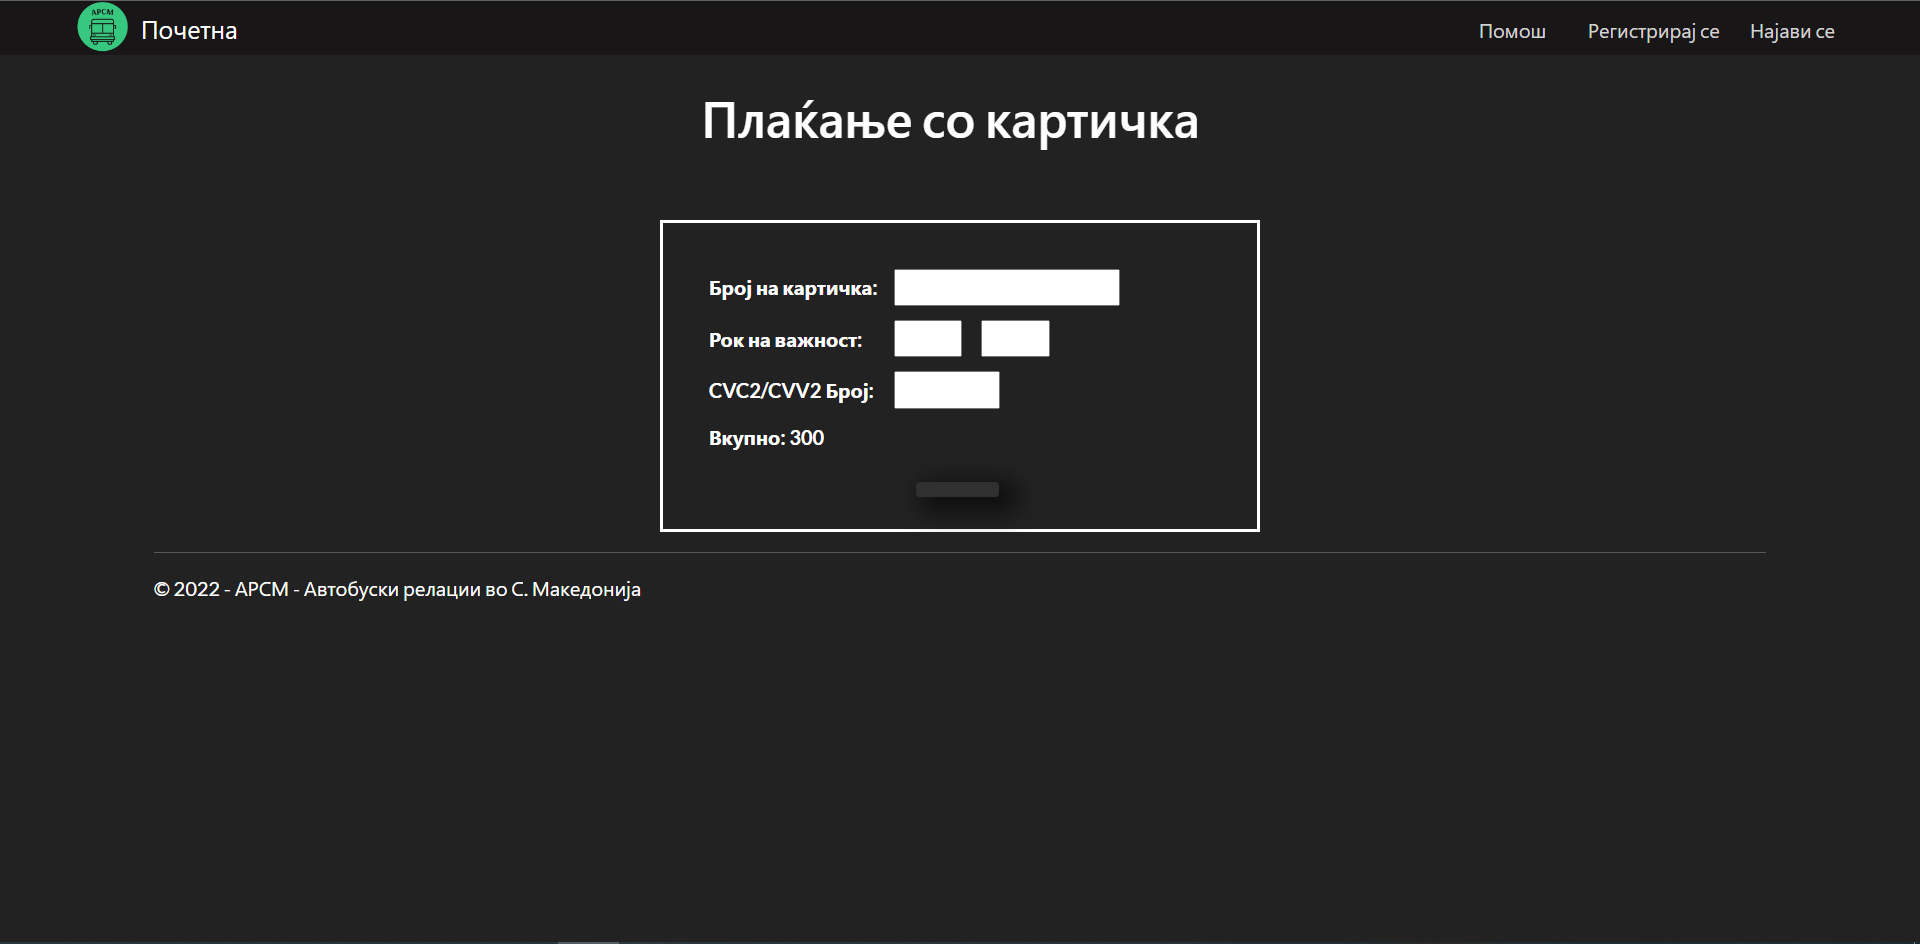 АРСМ
Почетна
Помош
Регистрирај се
Најави се
Плаќање со картичка
Број на картичка:
Рок на важност:
CVC2/CVV2 Број:
Вкупно: 300
© 2022 - АРСМ - Автобуски релации во С. Македонија